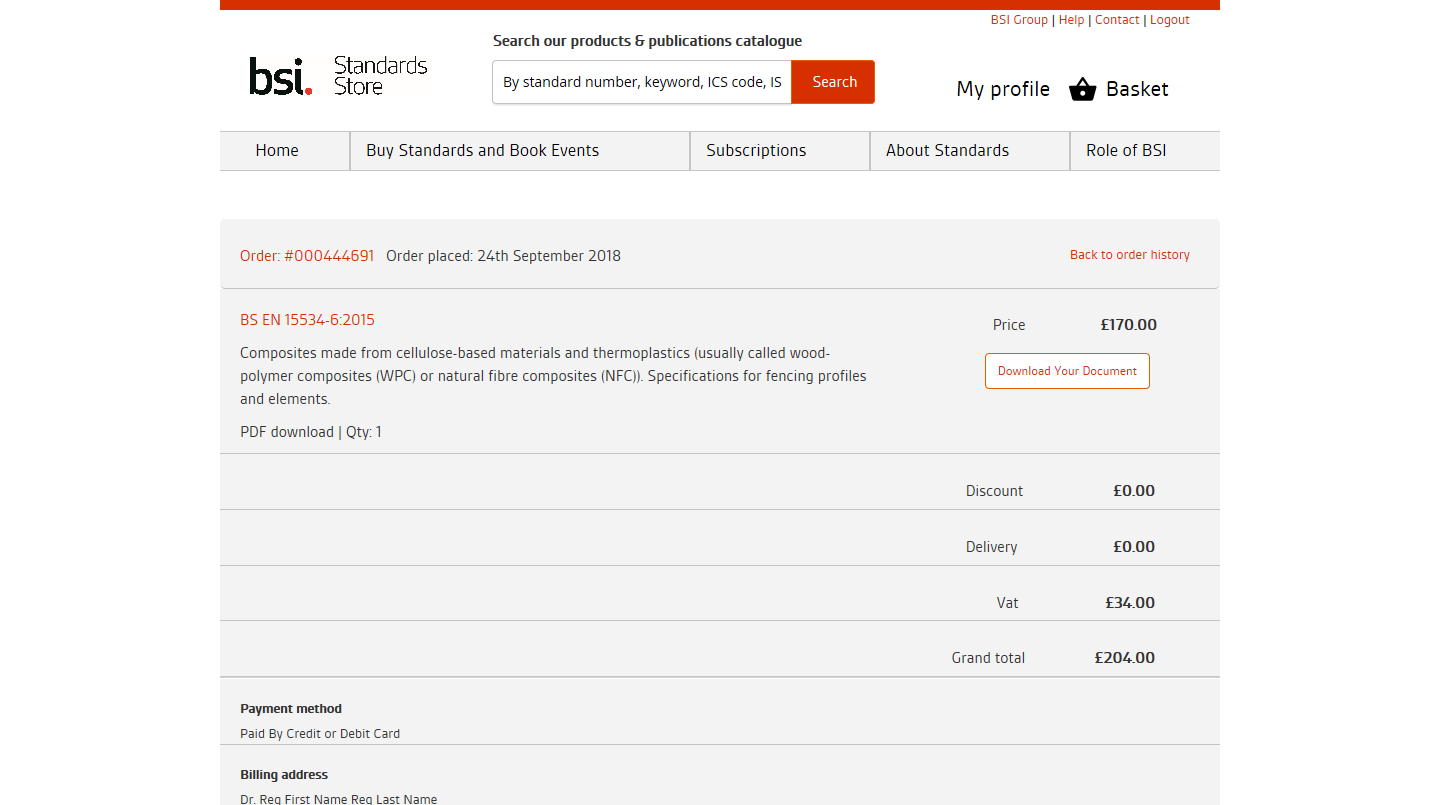 BSI Group | Help | Contact | Logout
Search our products & publications catalogue
bsi. Standards
Store
By standard number, keyword, ICS code, IS
Search
My profile
Basket
Home
Buy Standards and Book Events
Subscriptions
About Standards
Role of BSI
Order: #000444691 Order placed: 24th September 2018
Back to order history
BS EN 15534-6:2015
Price £170.00
Composites made from cellulose-based materials and thermoplastics (usually called wood-
polymer composites (WPC) or natural fibre composites (NFC)). Specifications for fencing profiles
and elements.
Download Your Document
PDF download | Qty: 1
Discount £0.00
Delivery £0.00
Vat £34.00
Grand total £204.00
Payment method
Paid By Credit or Debit Card
Billing address
Dr. Reg First Name Reg Last Name